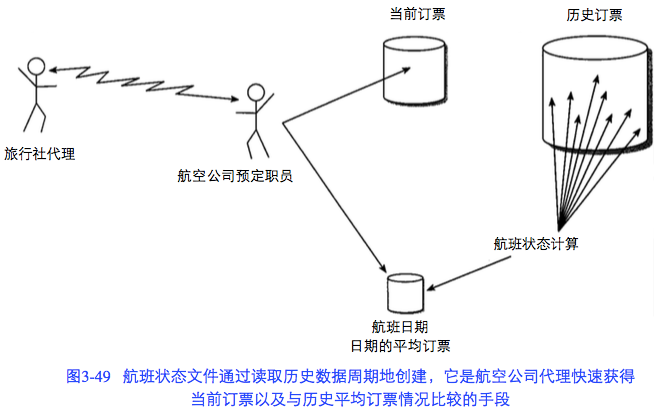 当前订票
历史订票
旅行社代理
航空公司预定职员
航班状态计算
航班日期
日期的平均订票
图3-49 航班状态文件通过读取历史数据周期地创建，它是航空公司代理快速获得
当前订票以及与历史平均订票情况比较的手段